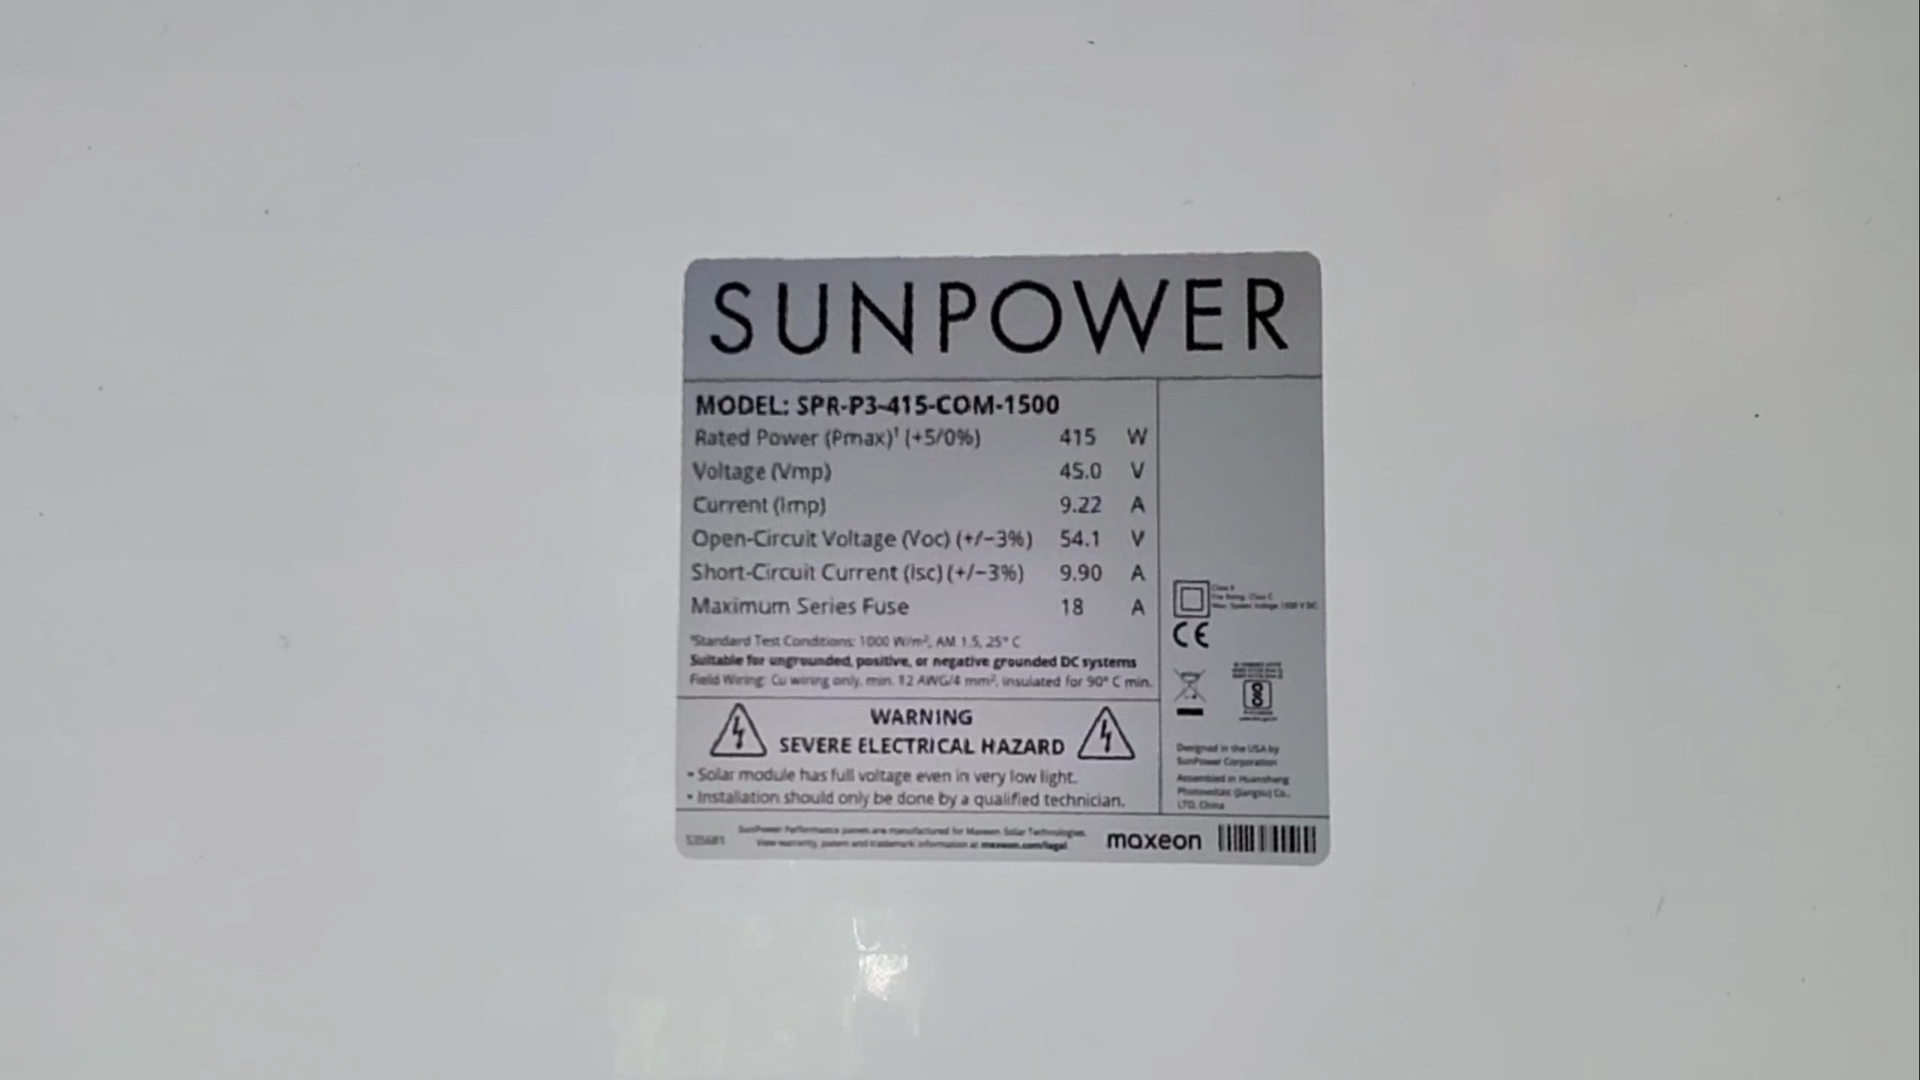 SUNPOWER
MODEL: SPR-P3-415-COM-1500
Rated Power (Pmax)¹ (+5/0%) 415 W
Voltage (Vmp) 45.0 V
Current (Imp) 9.22 A
Open-Circuit Voltage (Voc) (+/−3%) 54.1 V
Short-Circuit Current (Isc) (+/−3%) 9.90 A
Maximum Series Fuse 18 A
¹Standard Test Conditions: 1000 W/m², AM 1.5, 25° C
Suitable for ungrounded, positive, or negative grounded DC systems
Field Wiring: Cu wiring only, min. 12 AWG/4 mm², insulated for 90° C min.
WARNING
SEVERE ELECTRICAL HAZARD
• Solar module has full voltage even in very low light.
• Installation should only be done by a qualified technician.
CE
Designed in the USA by
SunPower Corporation
Assembled in Huansheng
Photovoltaic (Jiangsu) Co.,
LTD, China
SunPower Performance panels are manufactured for Maxeon Solar Technologies.
View warranty, patent and trademark information at maxeon.com/legal
maxeon